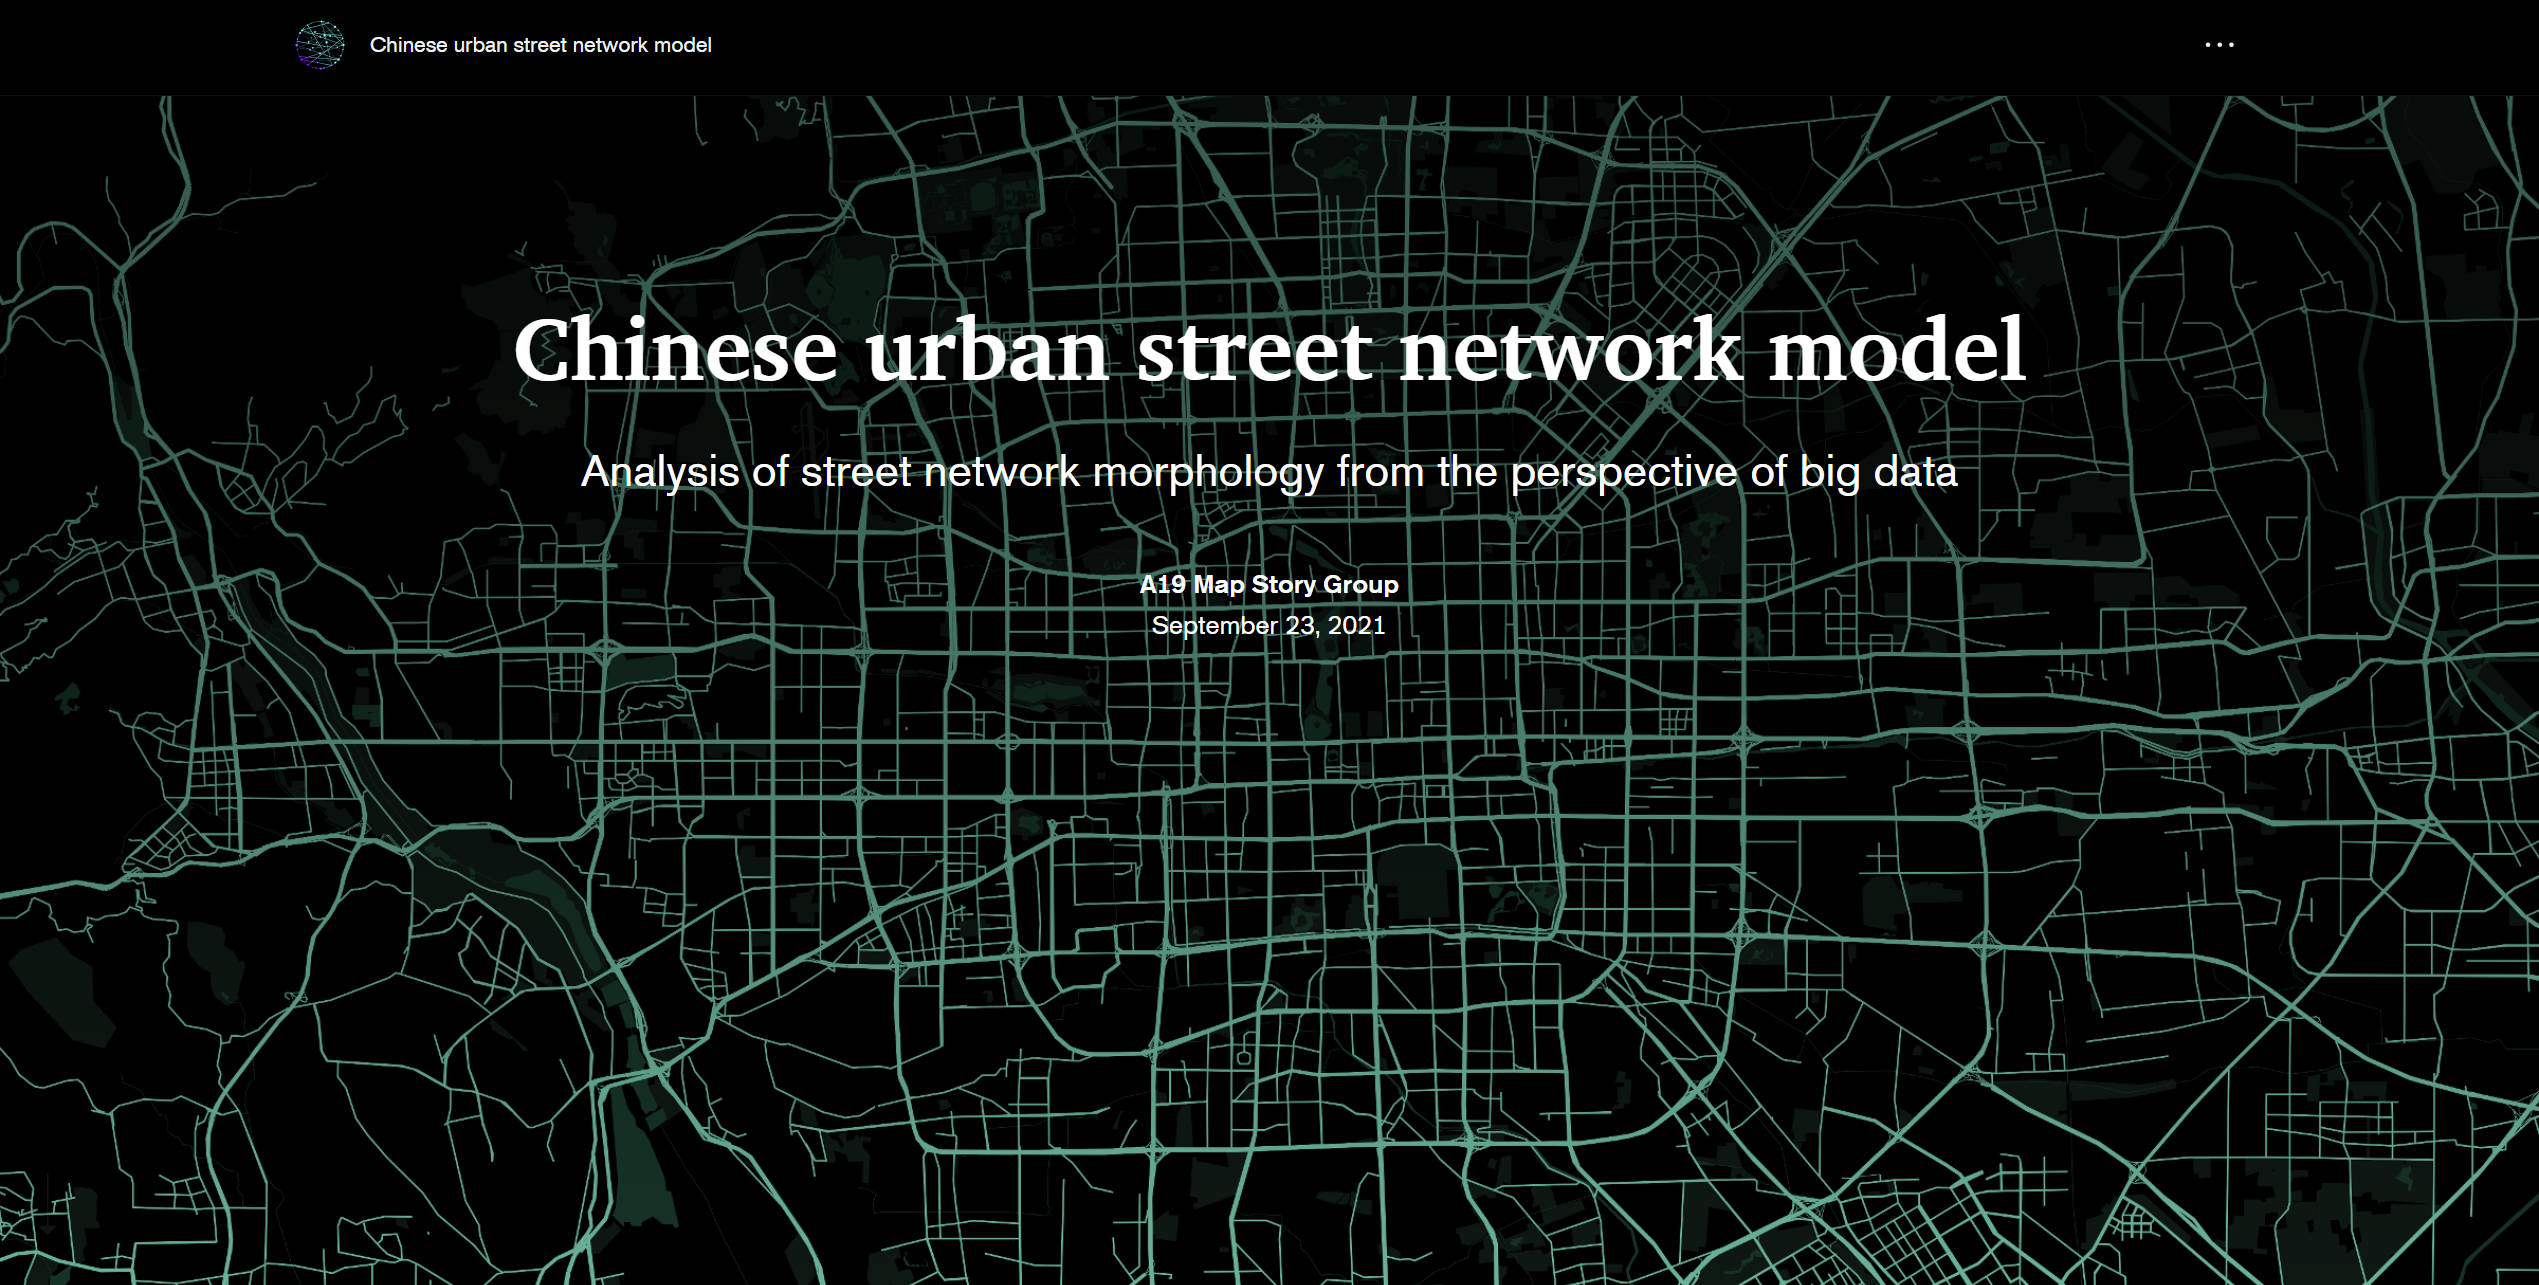 Chinese urban street network model
Chinese urban street network model
Analysis of street network morphology from the perspective of big data
A19 Map Story Group
September 23, 2021